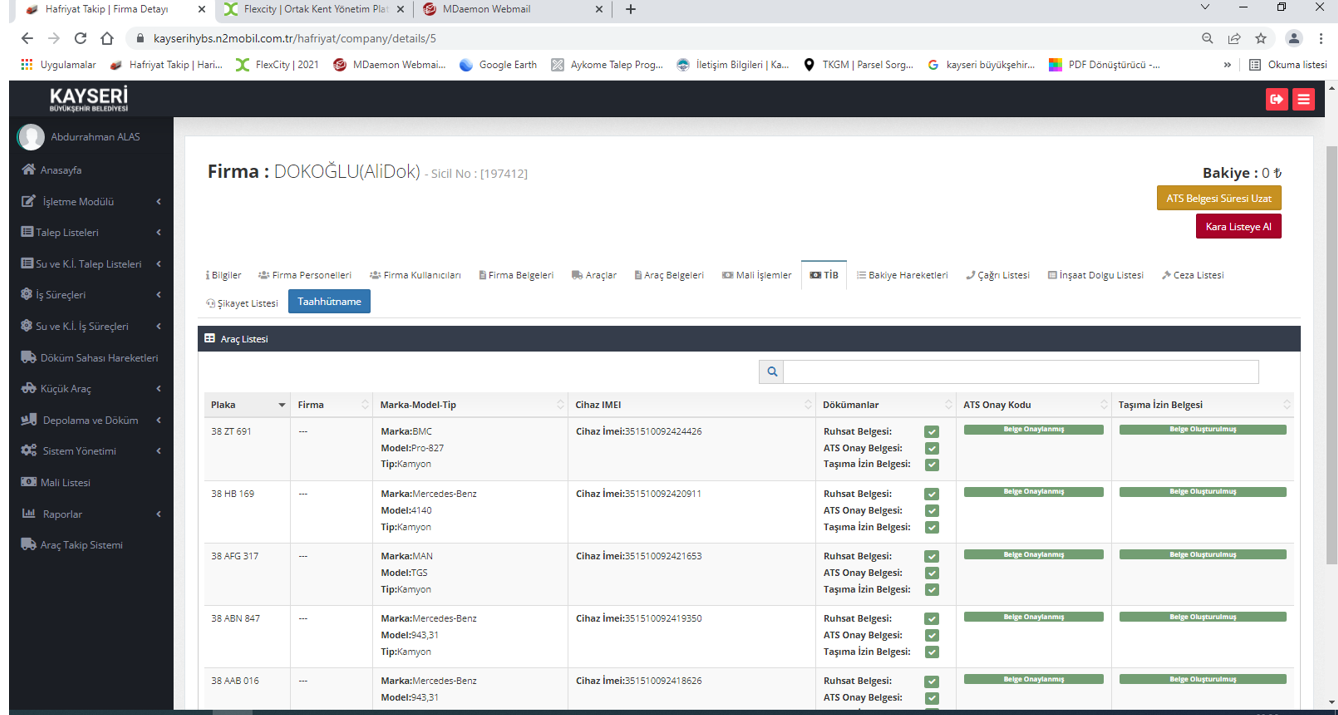 Hafriyat Takip | Firma Detayı
Flexcity | Ortak Kent Yönetim Plat
MDaemon Webmail
kayserihybs.n2mobil.com.tr/hafriyat/company/details/5
Uygulamalar
Hafriyat Takip | Hari...
FlexCity | 2021
MDaemon Webmai...
Google Earth
Aykome Talep Prog...
İletişim Bilgileri | Ka...
TKGM | Parsel Sorg...
kayseri büyükşehir...
PDF Dönüştürücü -...
»
Okuma listesi
KAYSERİ
BÜYÜKŞEHİR BELEDİYESİ
Abdurrahman ALAS
Anasayfa
İşletme Modülü
Talep Listeleri
Su ve K.İ. Talep Listeleri
İş Süreçleri
Su ve K.İ. İş Süreçleri
Döküm Sahası Hareketleri
Küçük Araç
Depolama ve Döküm
Sistem Yönetimi
Mali Listesi
Raporlar
Araç Takip Sistemi
Firma : DOKOĞLU(AliDok) - Sicil No : [197412]
Bakiye : 0 ₺
ATS Belgesi Süresi Uzat
Kara Listeye Al
Bilgiler
Firma Personelleri
Firma Kullanıcıları
Firma Belgeleri
Araçlar
Araç Belgeleri
Mali İşlemler
TİB
Bakiye Hareketleri
Çağrı Listesi
İnşaat Dolgu Listesi
Ceza Listesi
Şikayet Listesi
Taahhütname
Araç Listesi
Plaka Firma Marka-Model-Tip Cihaz IMEI Dökümanlar ATS Onay Kodu Taşıma İzin Belgesi
38 ZT 691 --- Marka:BMC Cihaz İmei:351510092424426 Ruhsat Belgesi: Belge Onaylanmış Belge Oluşturulmuş
Model:Pro-827 ATS Onay Belgesi:
Tip:Kamyon Taşıma İzin Belgesi:
38 HB 169 --- Marka:Mercedes-Benz Cihaz İmei:351510092420911 Ruhsat Belgesi: Belge Onaylanmış Belge Oluşturulmuş
Model:4140 ATS Onay Belgesi:
Tip:Kamyon Taşıma İzin Belgesi:
38 AFG 317 --- Marka:MAN Cihaz İmei:351510092421653 Ruhsat Belgesi: Belge Onaylanmış Belge Oluşturulmuş
Model:TGS ATS Onay Belgesi:
Tip:Kamyon Taşıma İzin Belgesi:
38 ABN 847 --- Marka:Mercedes-Benz Cihaz İmei:351510092419350 Ruhsat Belgesi: Belge Onaylanmış Belge Oluşturulmuş
Model:943,31 ATS Onay Belgesi:
Tip:Kamyon Taşıma İzin Belgesi:
38 AAB 016 --- Marka:Mercedes-Benz Cihaz İmei:351510092418626 Ruhsat Belgesi: Belge Onaylanmış Belge Oluşturulmuş
Model:943,31 ATS Onay Belgesi: